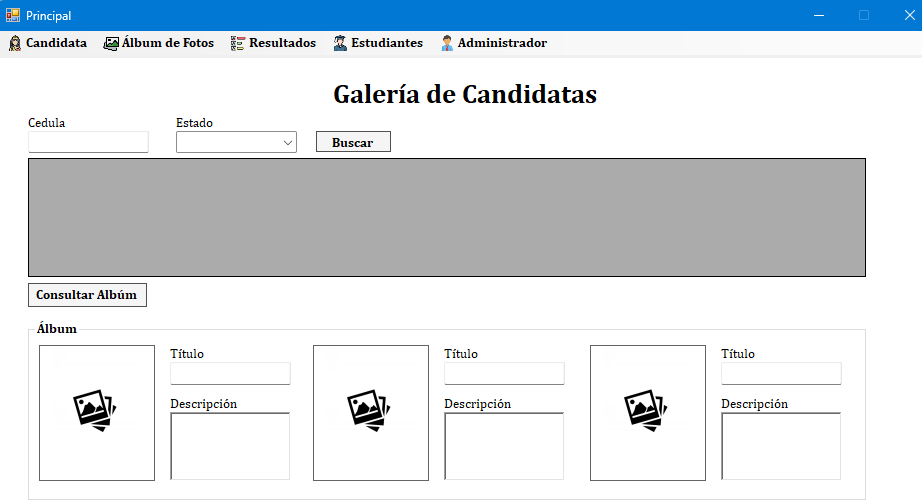 Principal
Candidata Álbum de Fotos Resultados Estudiantes Administrador
Galería de Candidatas
Cedula Estado
Buscar
Consultar Albúm
Álbum
Título Título Título
Descripción Descripción Descripción